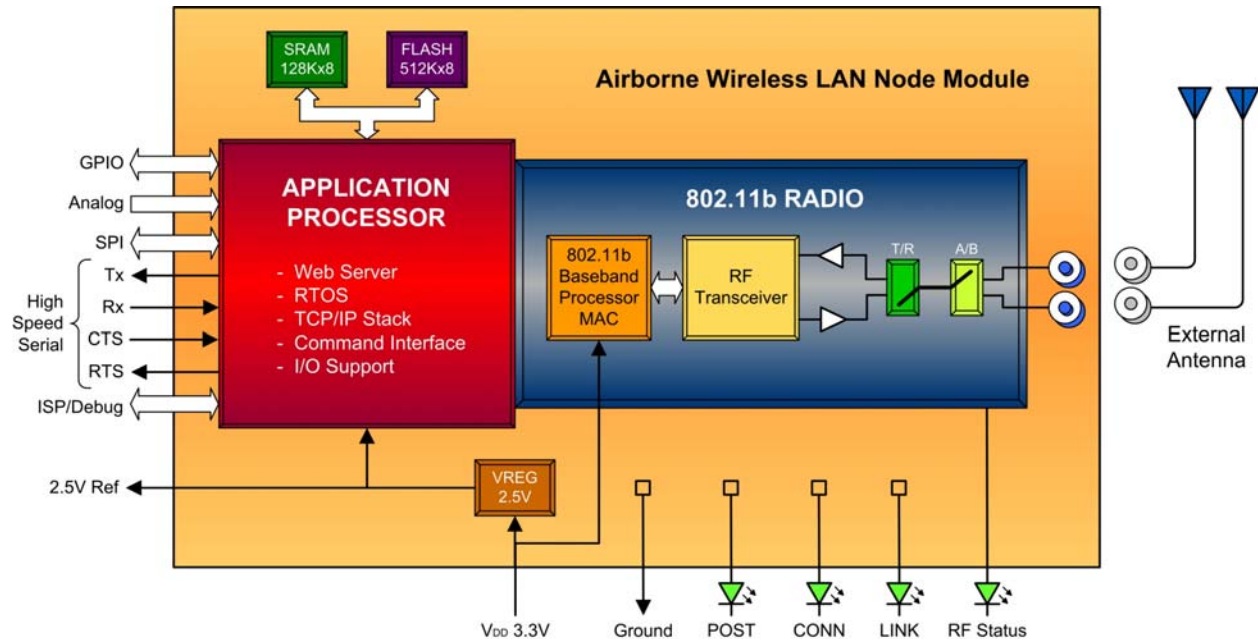 SRAM
128Kx8
FLASH
512Kx8
Airborne Wireless LAN Node Module
GPIO
Analog
SPI
Tx
Rx
CTS
RTS
High
Speed
Serial
ISP/Debug
2.5V Ref
APPLICATION
PROCESSOR
- Web Server
- RTOS
- TCP/IP Stack
- Command Interface
- I/O Support
802.11b RADIO
802.11b
Baseband
Processor
MAC
RF
Transceiver
T/R
A/B
External
Antenna
VREG
2.5V
VDD 3.3V
Ground
POST
CONN
LINK
RF Status